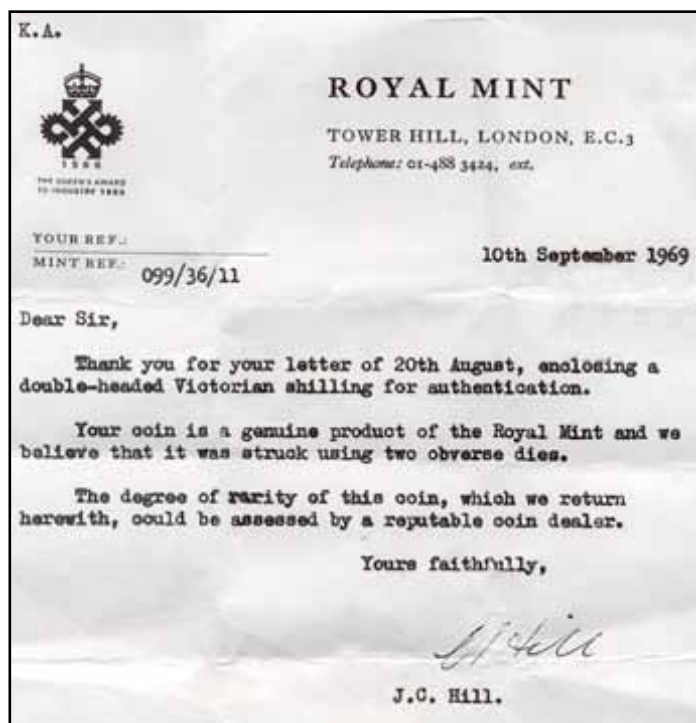 K.A.
1966
THE QUEEN'S AWARD
TO INDUSTRY 1966
ROYAL MINT
TOWER HILL, LONDON, E.C.3
Telephone: 01-488 3424, ext.
YOUR REF.:
MINT REF.: 099/36/11
10th September 1969
Dear Sir,
Thank you for your letter of 20th August, enclosing a
double-headed Victorian shilling for authentication.
Your coin is a genuine product of the Royal Mint and we
believe that it was struck using two obverse dies.
The degree of rarity of this coin, which we return
herewith, could be assessed by a reputable coin dealer.
Yours faithfully,
J.C. Hill.